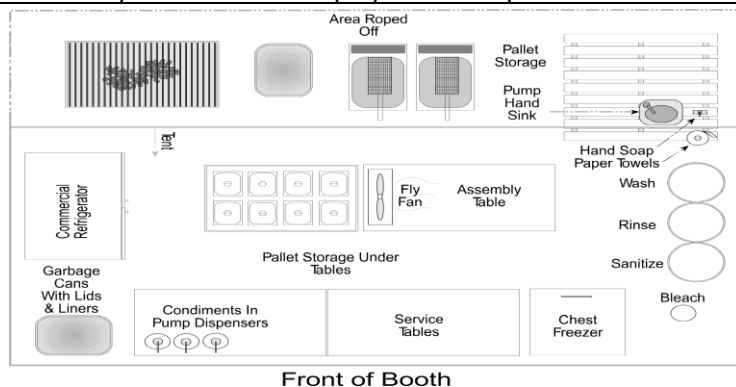 Area Roped
Off
Pallet
Storage
Pump
Hand
Sink
Tent
Hand Soap
Paper Towels
Commercial
Refrigerator
Fly
Fan
Assembly
Table
Wash
Rinse
Sanitize
Pallet Storage Under
Tables
Garbage
Cans
With Lids
& Liners
Condiments In
Pump Dispensers
Service
Tables
Chest
Freezer
Bleach
Front of Booth